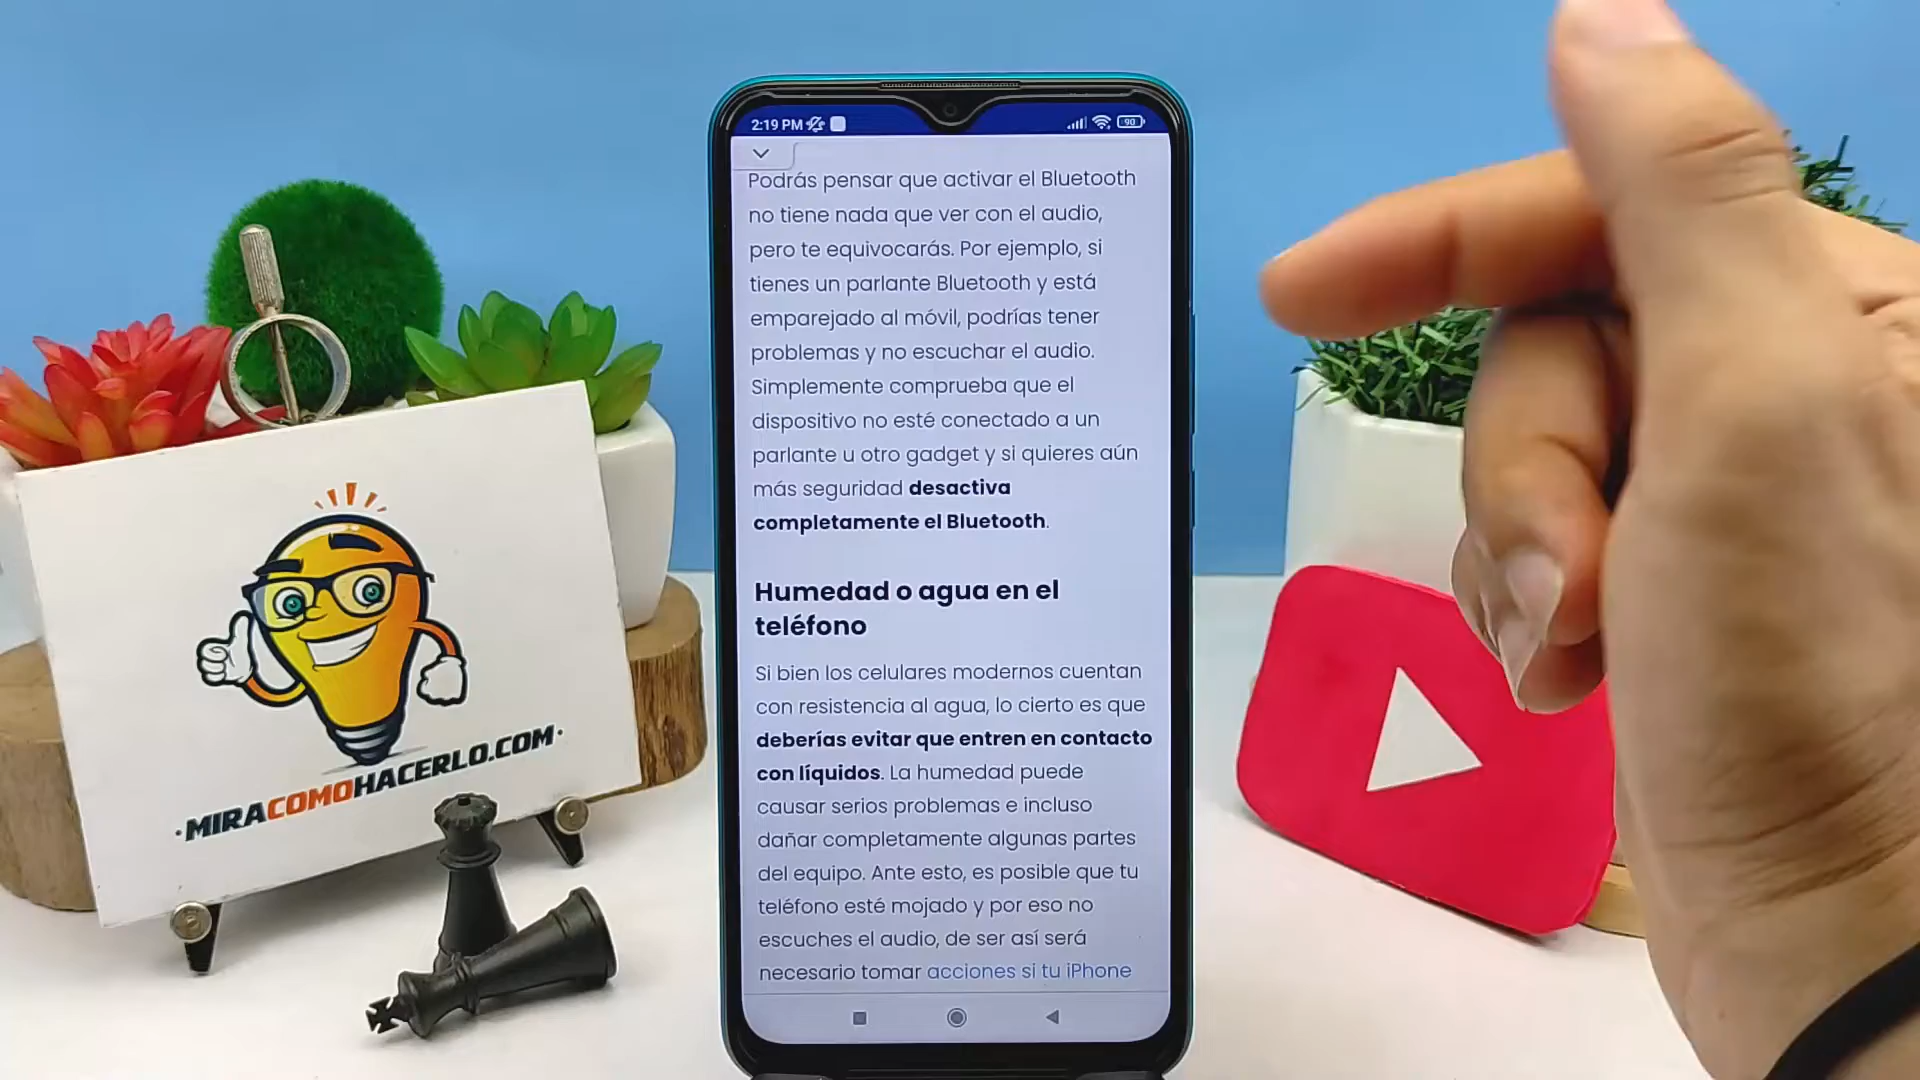 2:19 PM
90
Podrás pensar que activar el Bluetooth
no tiene nada que ver con el audio,
pero te equivocarás. Por ejemplo, si
tienes un parlante Bluetooth y está
emparejado al móvil, podrías tener
problemas y no escuchar el audio.
Simplemente comprueba que el
dispositivo no esté conectado a un
parlante u otro gadget y si quieres aún
más seguridad desactiva
completamente el Bluetooth.
Humedad o agua en el
teléfono
Si bien los celulares modernos cuentan
con resistencia al agua, lo cierto es que
deberías evitar que entren en contacto
con líquidos. La humedad puede
causar serios problemas e incluso
dañar completamente algunas partes
del equipo. Ante esto, es posible que tu
teléfono esté mojado y por eso no
escuches el audio, de ser así será
necesario tomar acciones si tu iPhone
·MIRACOMOHACERLO.COM·